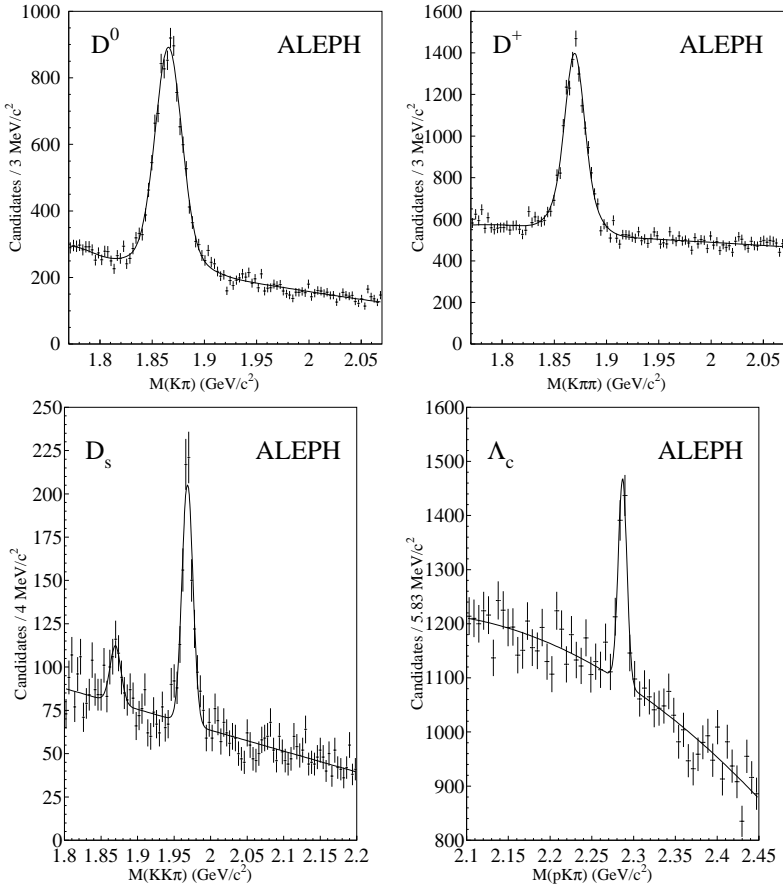 D⁰ ALEPH
Candidates / 3 MeV/c²
1000
800
600
400
200
0
1.8 1.85 1.9 1.95 2 2.05
M(Kπ) (GeV/c²)
D⁺ ALEPH
Candidates / 3 MeV/c²
1600
1400
1200
1000
800
600
400
200
0
1.8 1.85 1.9 1.95 2 2.05
M(Kππ) (GeV/c²)
Dₛ ALEPH
Candidates / 4 MeV/c²
250
225
200
175
150
125
100
75
50
25
0
1.8 1.85 1.9 1.95 2 2.05 2.1 2.15 2.2
M(KKπ) (GeV/c²)
Λc ALEPH
Candidates / 5.83 MeV/c²
1600
1500
1400
1300
1200
1100
1000
900
800
2.1 2.15 2.2 2.25 2.3 2.35 2.4 2.45
M(pKπ) (GeV/c²)